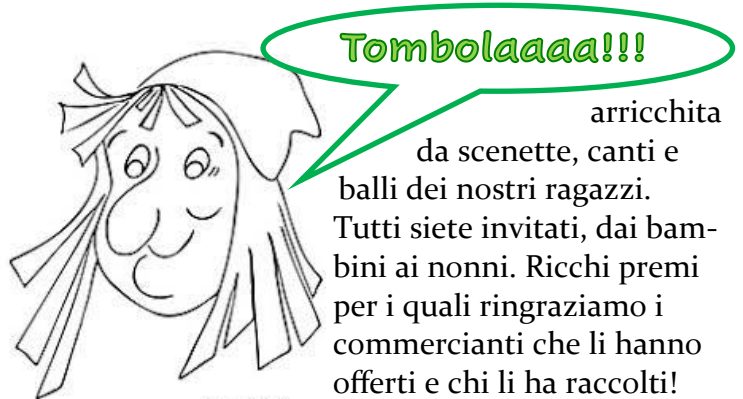 Tombolaaaa!!!
arricchita
da scenette, canti e
balli dei nostri ragazzi.
Tutti siete invitati, dai bam-
bini ai nonni. Ricchi premi
per i quali ringraziamo i
commercianti che li hanno
offerti e chi li ha raccolti!